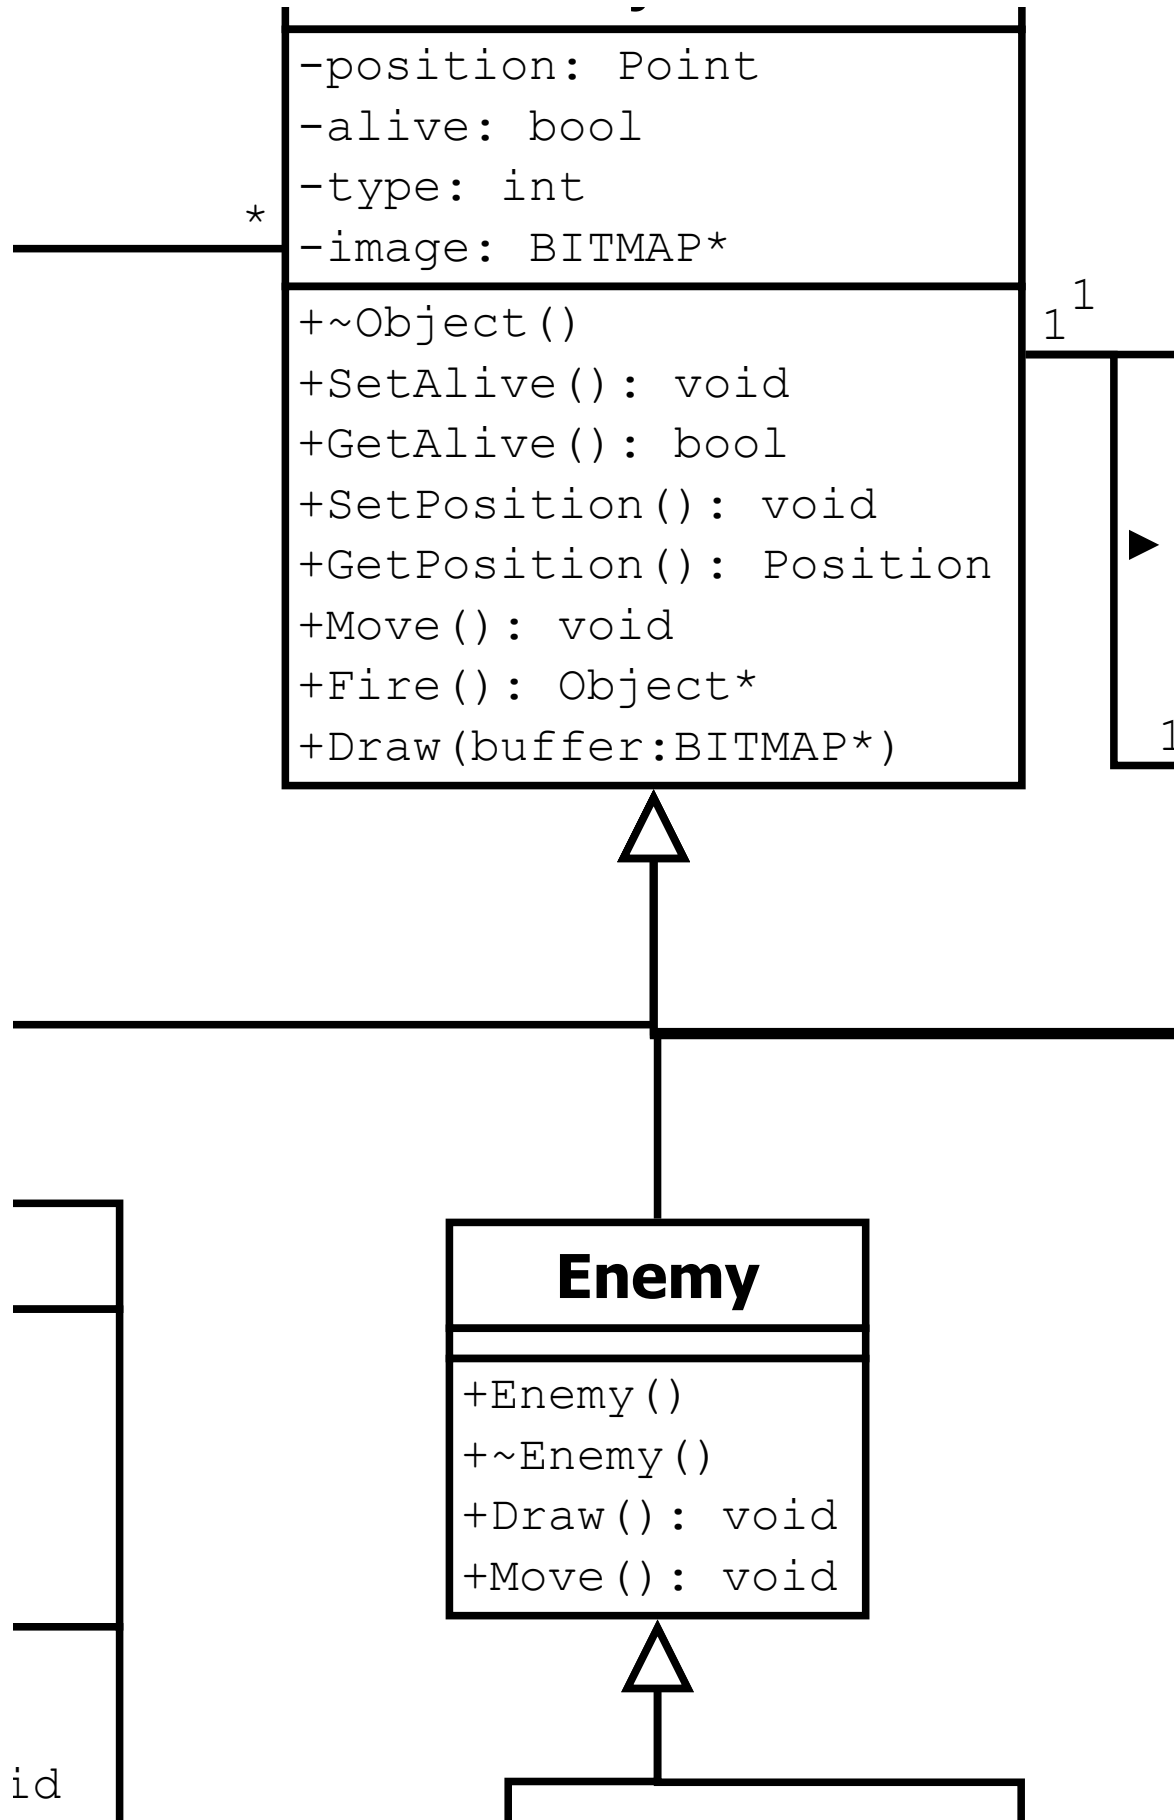 -position: Point
-alive: bool
-type: int
*
-image: BITMAP*
+~Object()
1
1
+SetAlive(): void
+GetAlive(): bool
+SetPosition(): void
+GetPosition(): Position
+Move(): void
+Fire(): Object*
+Draw(buffer:BITMAP*)
1
Enemy
+Enemy()
+~Enemy()
+Draw(): void
+Move(): void
id